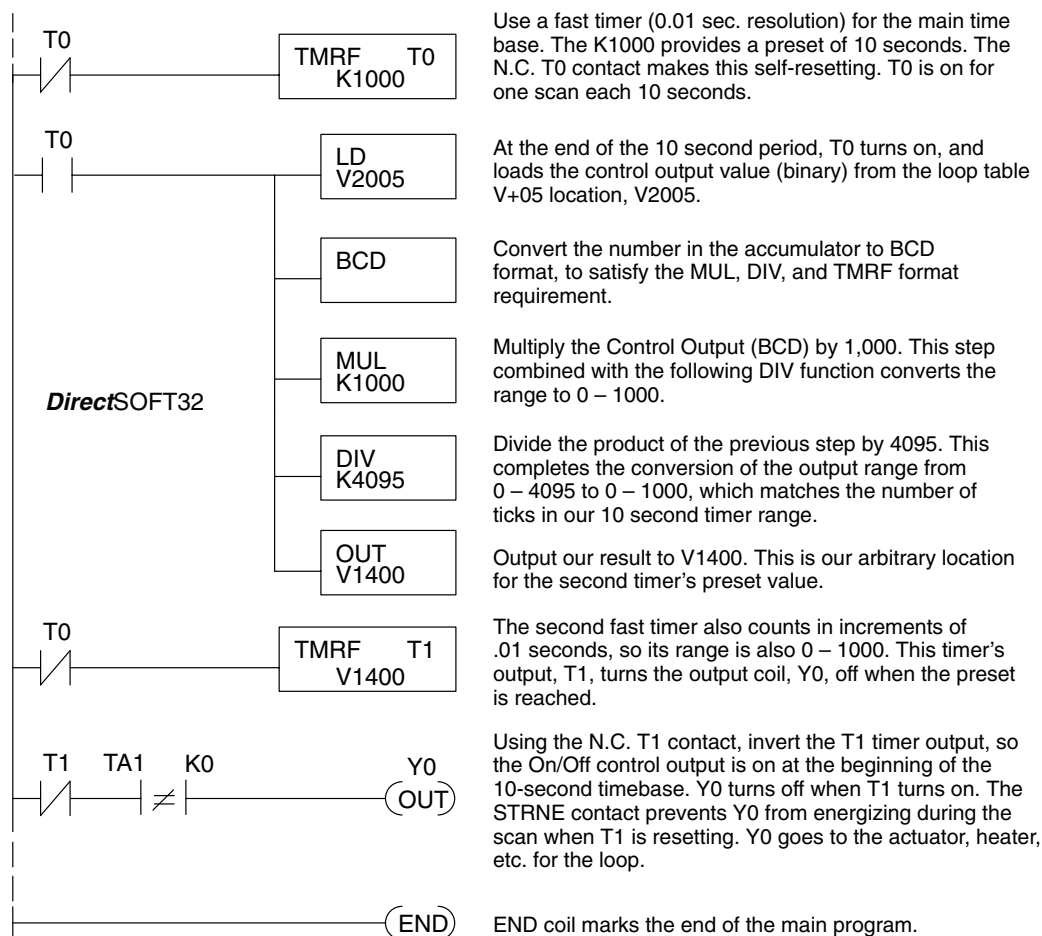 T0
TMRF T0
K1000
Use a fast timer (0.01 sec. resolution) for the main time
base. The K1000 provides a preset of 10 seconds. The
N.C. T0 contact makes this self-resetting. T0 is on for
one scan each 10 seconds.
T0
LD
V2005
At the end of the 10 second period, T0 turns on, and
loads the control output value (binary) from the loop table
V+05 location, V2005.
BCD
Convert the number in the accumulator to BCD
format, to satisfy the MUL, DIV, and TMRF format
requirement.
MUL
K1000
Multiply the Control Output (BCD) by 1,000. This step
combined with the following DIV function converts the
range to 0 – 1000.
DirectSOFT32
DIV
K4095
Divide the product of the previous step by 4095. This
completes the conversion of the output range from
0 – 4095 to 0 – 1000, which matches the number of
ticks in our 10 second timer range.
OUT
V1400
Output our result to V1400. This is our arbitrary location
for the second timer’s preset value.
T0
TMRF T1
V1400
The second fast timer also counts in increments of
.01 seconds, so its range is also 0 – 1000. This timer’s
output, T1, turns the output coil, Y0, off when the preset
is reached.
T1 TA1 K0 Y0
≠ OUT
Using the N.C. T1 contact, invert the T1 timer output, so
the On/Off control output is on at the beginning of the
10-second timebase. Y0 turns off when T1 turns on. The
STRNE contact prevents Y0 from energizing during the
scan when T1 is resetting. Y0 goes to the actuator, heater,
etc. for the loop.
END
END coil marks the end of the main program.